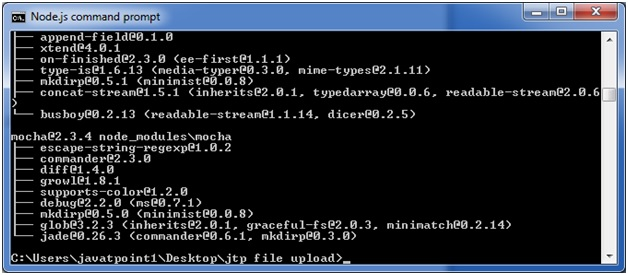 Node.js command prompt
├── append-field@0.1.0
├── xtend@4.0.1
├── on-finished@2.3.0 (ee-first@1.1.1)
├── type-is@1.6.13 (media-typer@0.3.0, mime-types@2.1.11)
├── mkdirp@0.5.1 (minimist@0.0.8)
├── concat-stream@1.5.1 (inherits@2.0.1, typedarray@0.0.6, readable-stream@2.0.6
)
└── busboy@0.2.13 (readable-stream@1.1.14, dicer@0.2.5)
mocha@2.3.4 node_modules\mocha
├── escape-string-regexp@1.0.2
├── commander@2.3.0
├── diff@1.4.0
├── growl@1.8.1
├── supports-color@1.2.0
├── debug@2.2.0 (ms@0.7.1)
├── mkdirp@0.5.0 (minimist@0.0.8)
├── glob@3.2.3 (inherits@2.0.1, graceful-fs@2.0.3, minimatch@0.2.14)
└── jade@0.26.3 (commander@0.6.1, mkdirp@0.3.0)
C:\Users\javatpoint1\Desktop\jtp file upload>_